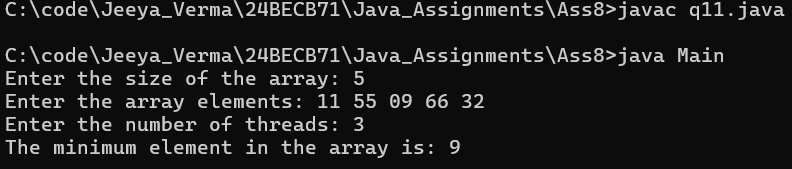 C:\code\Jeeya_Verma\24BECB71\Java_Assignments\Ass8>javac q11.java
C:\code\Jeeya_Verma\24BECB71\Java_Assignments\Ass8>java Main
Enter the size of the array: 5
Enter the array elements: 11 55 09 66 32
Enter the number of threads: 3
The minimum element in the array is: 9